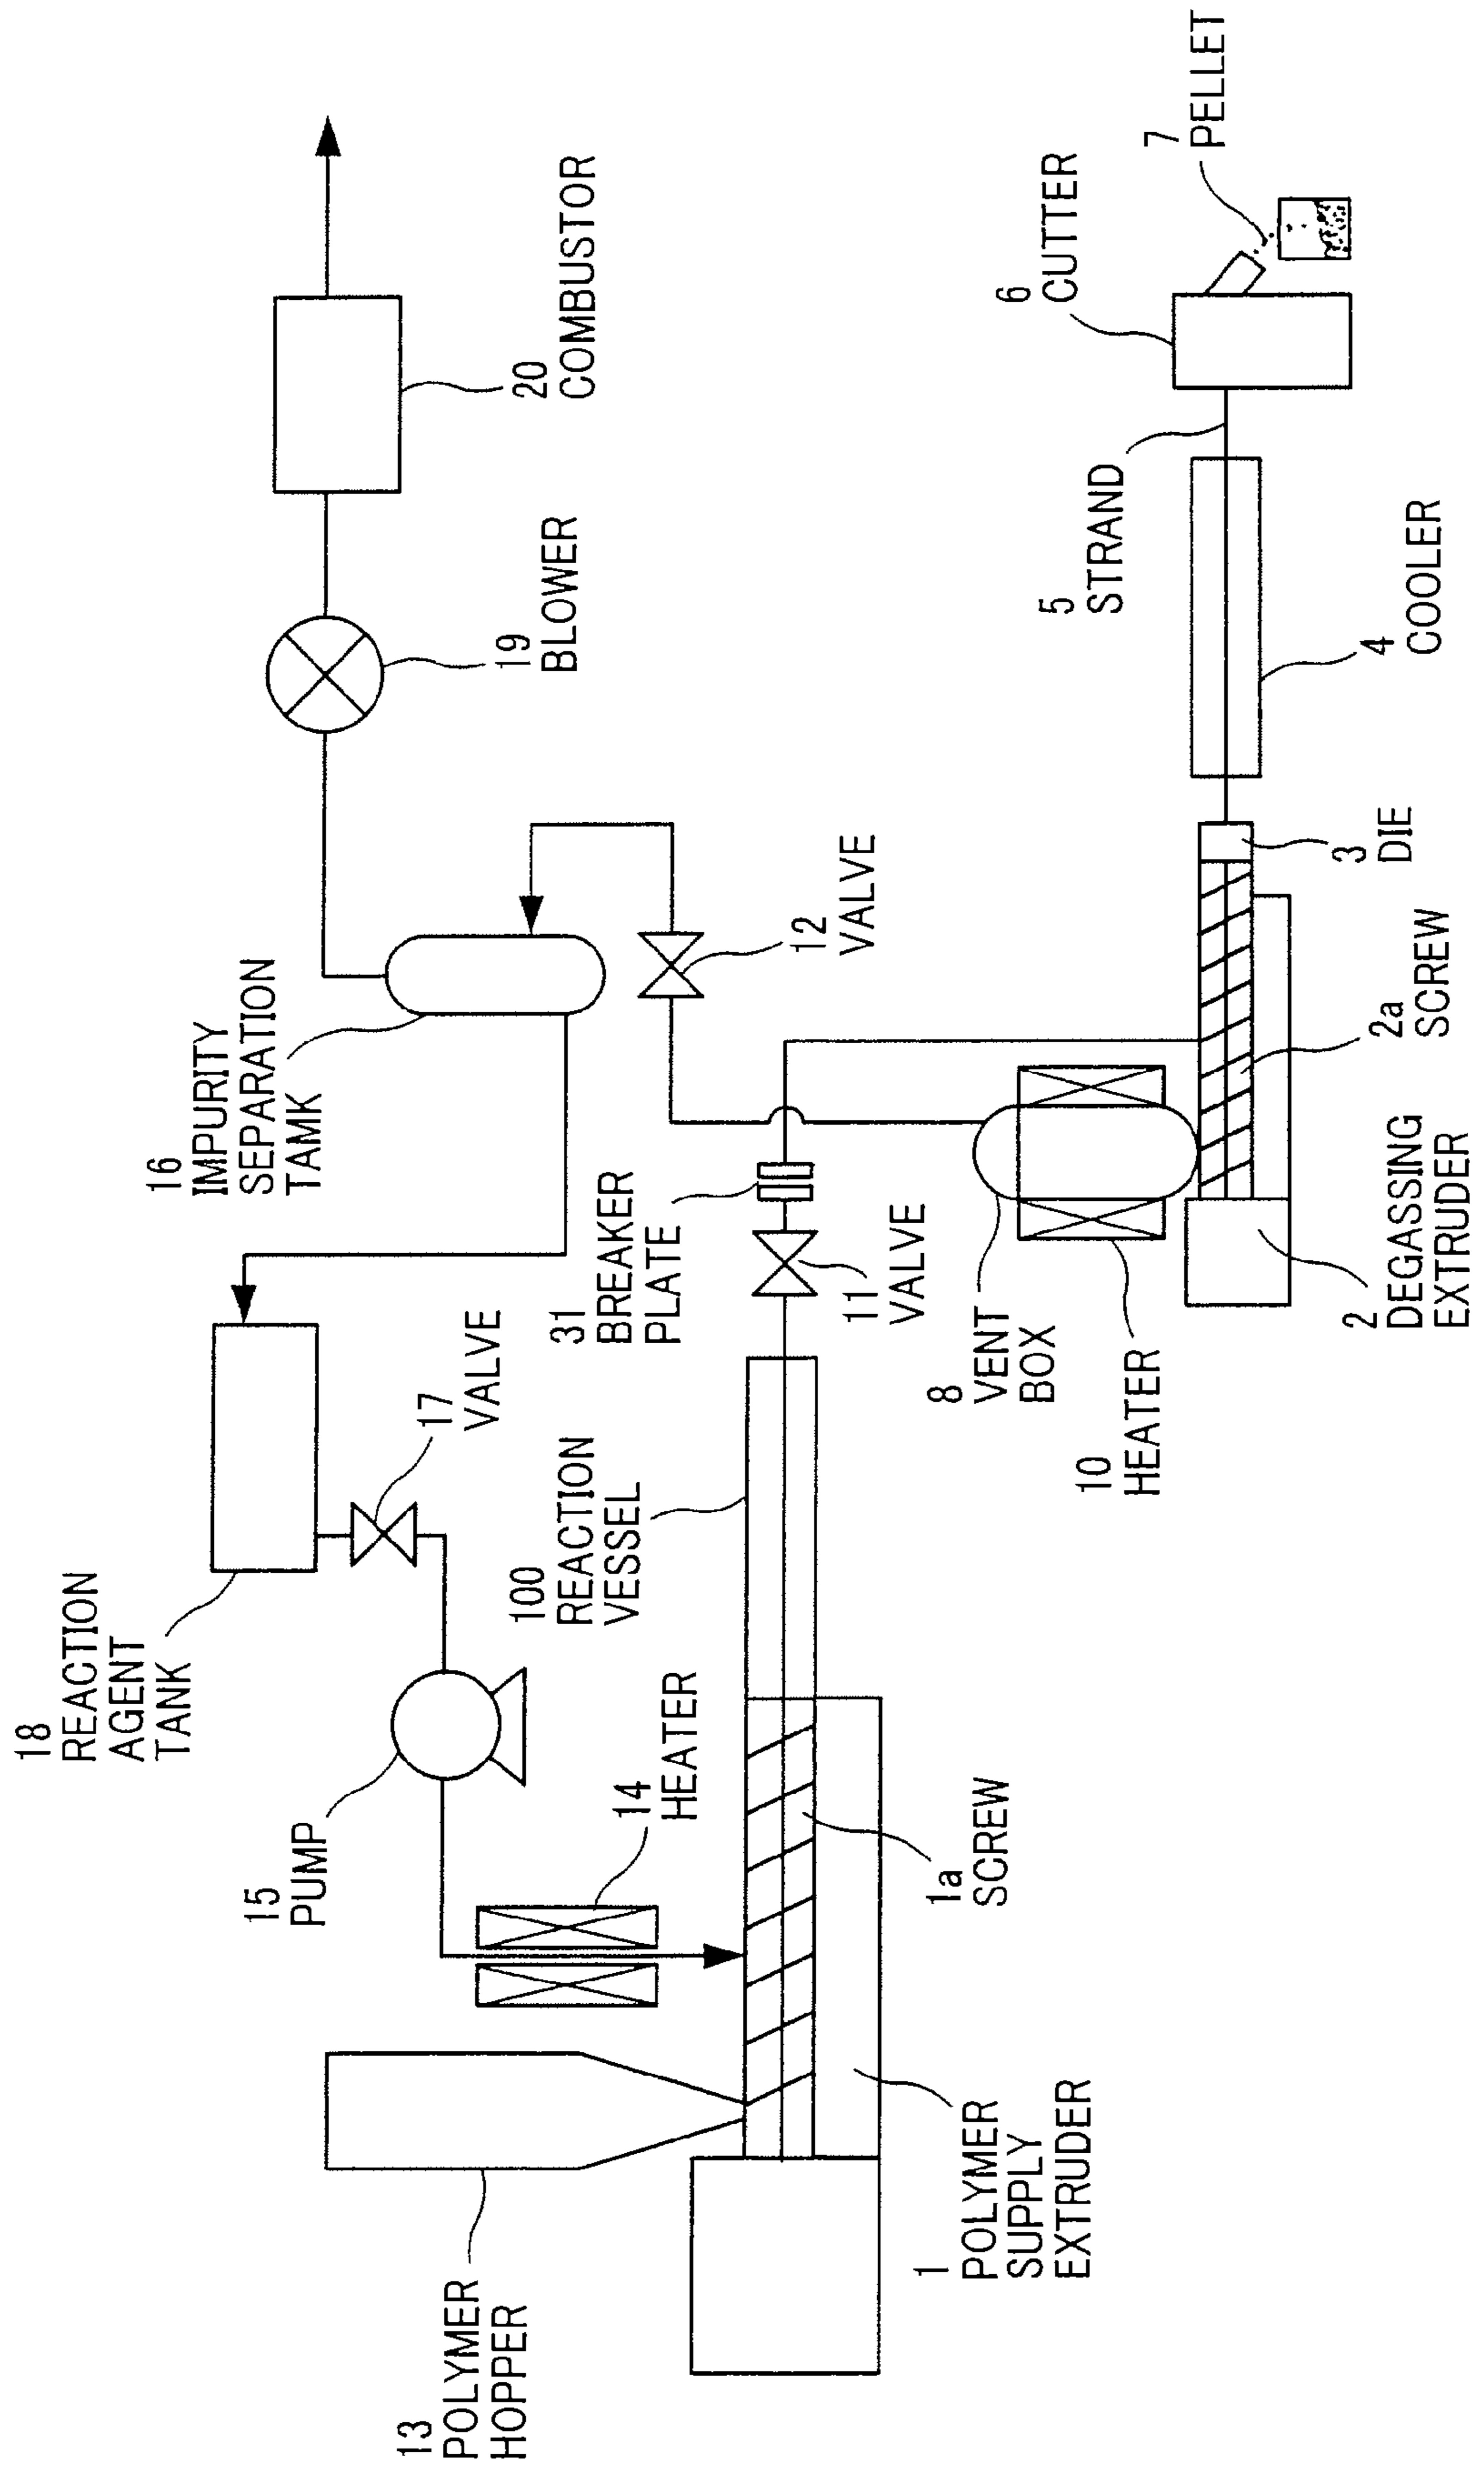 18
REACTION
AGENT
TANK
16
IMPURITY
SEPARATION
TAMK
19
BLOWER
20
COMBUSTOR
15
PUMP
17
VALVE
13
POLYMER
HOPPER
14
HEATER
100
REACTION
VESSEL
31
BREAKER
PLATE
12
VALVE
11
VALVE
1
POLYMER
SUPPLY
EXTRUDER
1a
SCREW
8
VENT
BOX
10
HEATER
2
DEGASSING
EXTRUDER
2a
SCREW
3
DIE
4
COOLER
5
STRAND
6
CUTTER
7
PELLET